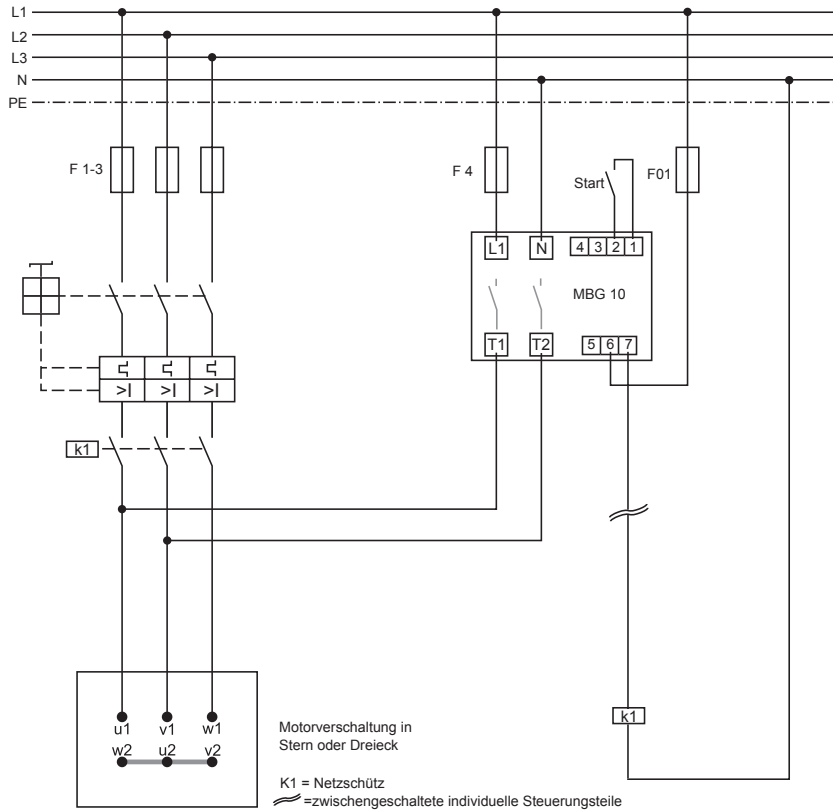 L1
L2
L3
N
PE
F 1-3
F 4
Start
F01
L1 N 4 3 2 1
MBG 10
T1 T2 5 6 7
>I >I >I
k1
k1
u1 v1 w1
w2 u2 v2
Motorverschaltung in
Stern oder Dreieck
K1 = Netzschütz
=zwischengeschaltete individuelle Steuerungsteile